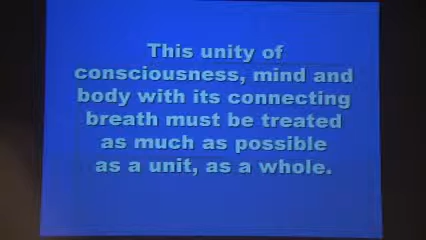 This unity of
consciousness, mind and
body with its connecting
breath must be treated
as much as possible
as a unit, as a whole.